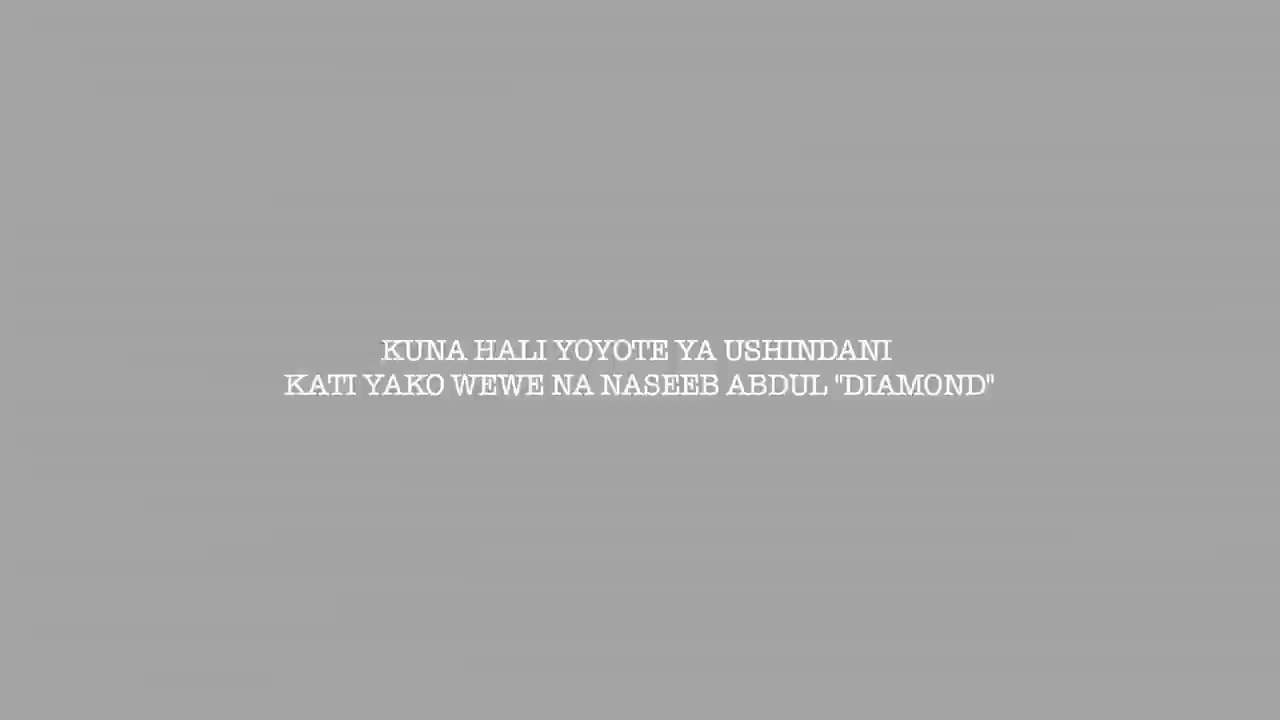 KUNA HALI YOYOTE YA USHINDANI
KATI YAKO WEWE NA NASEEB ABDUL "DIAMOND"